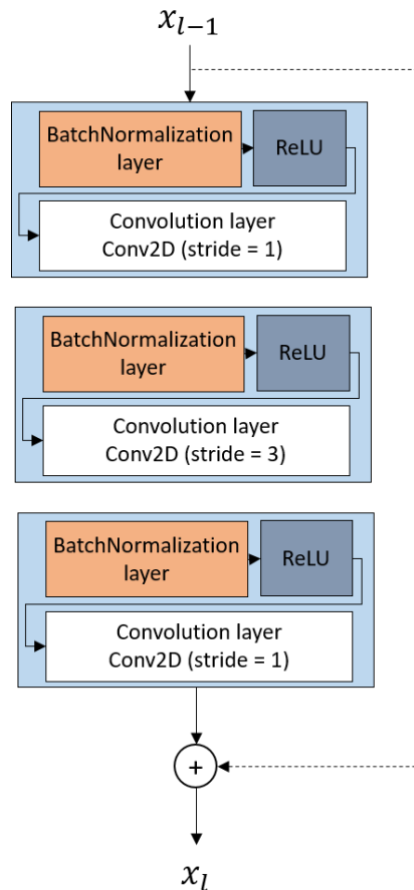 x_{l−1}
BatchNormalization
layer
ReLU
Convolution layer
Conv2D (stride = 1)
BatchNormalization
layer
ReLU
Convolution layer
Conv2D (stride = 3)
BatchNormalization
layer
ReLU
Convolution layer
Conv2D (stride = 1)
+
x_l